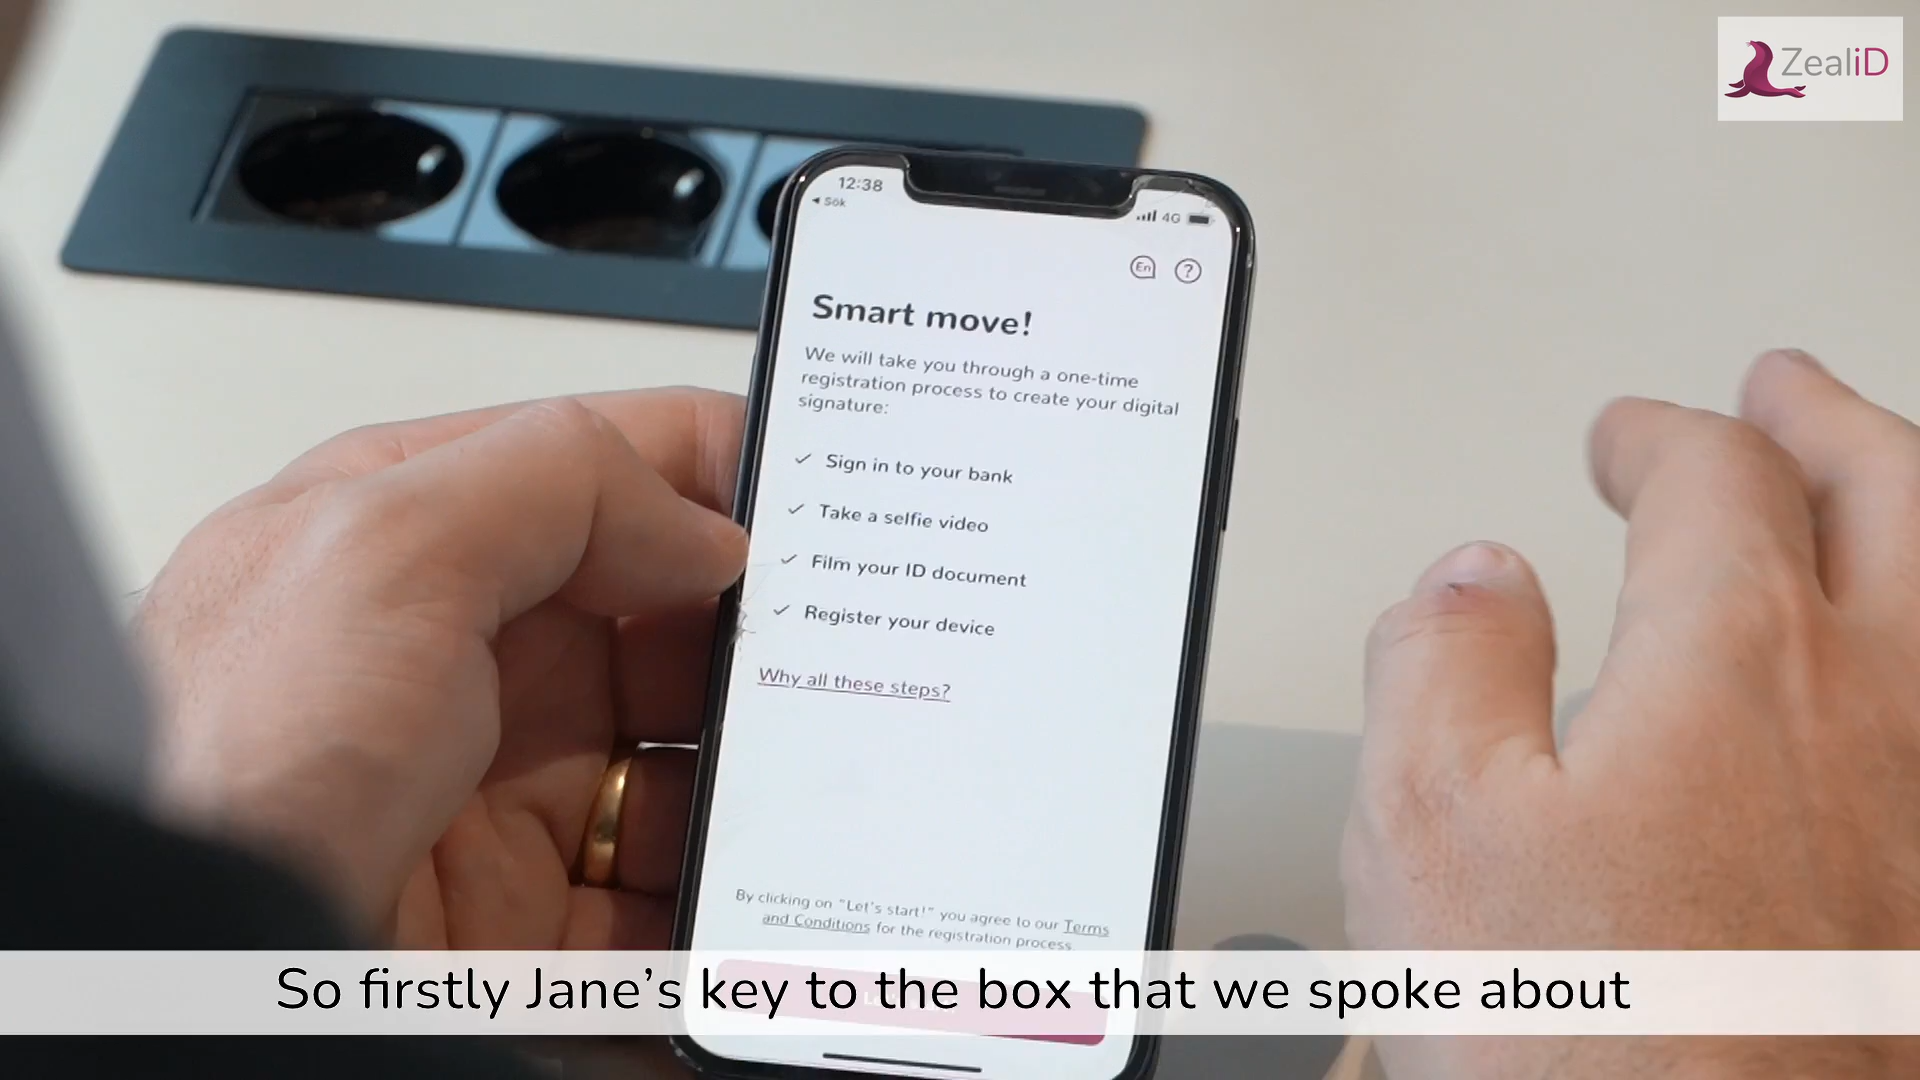 ZealiD
12:38
Sök
4G
En
?
Smart move!
We will take you through a one-time
registration process to create your digital
signature:
Sign in to your bank
Take a selfie video
Film your ID document
Register your device
Why all these steps?
By clicking on "Let's start!" you agree to our Terms
and Conditions for the registration process.
So firstly Jane's key to the box that we spoke about